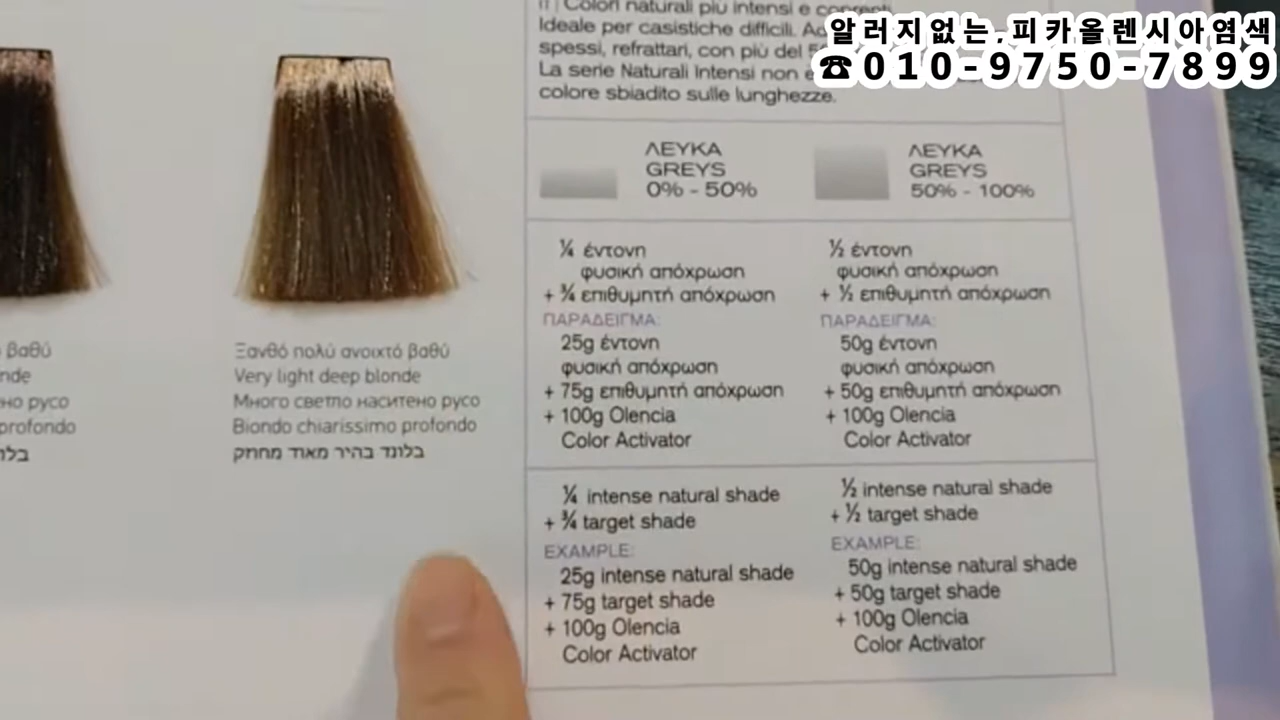 알러지없는,피카올렌시아염색
☎010-9750-7899
IT | Colori naturali più intensi e coprenti.
Ideale per casistiche difficili.
spessi, refrattari, con più del
La serie Naturali Intensi non
colore sbiadito sulle lunghezze.
ΛΕΥΚΑ
GREYS
0% - 50%
ΛΕΥΚΑ
GREYS
50% - 100%
¼ έντονη
φυσική απόχρωση
+ ¾ επιθυμητή απόχρωση
ΠΑΡΑΔΕΙΓΜΑ:
25g έντονη
φυσική απόχρωση
+ 75g επιθυμητή απόχρωση
+ 100g Olencia
Color Activator
½ έντονη
φυσική απόχρωση
+ ½ επιθυμητή απόχρωση
ΠΑΡΑΔΕΙΓΜΑ:
50g έντονη
φυσική απόχρωση
+ 50g επιθυμητή απόχρωση
+ 100g Olencia
Color Activator
¼ intense natural shade
+ ¾ target shade
EXAMPLE:
25g intense natural shade
+ 75g target shade
+ 100g Olencia
Color Activator
½ intense natural shade
+ ½ target shade
EXAMPLE:
50g intense natural shade
+ 50g target shade
+ 100g Olencia
Color Activator
βαθύ
русо
profondo
Ξανθό πολύ ανοιχτό βαθύ
Very light deep blonde
Много светло наситено русо
Biondo chiarissimo profondo
בלונד בהיר מאוד מחוזק